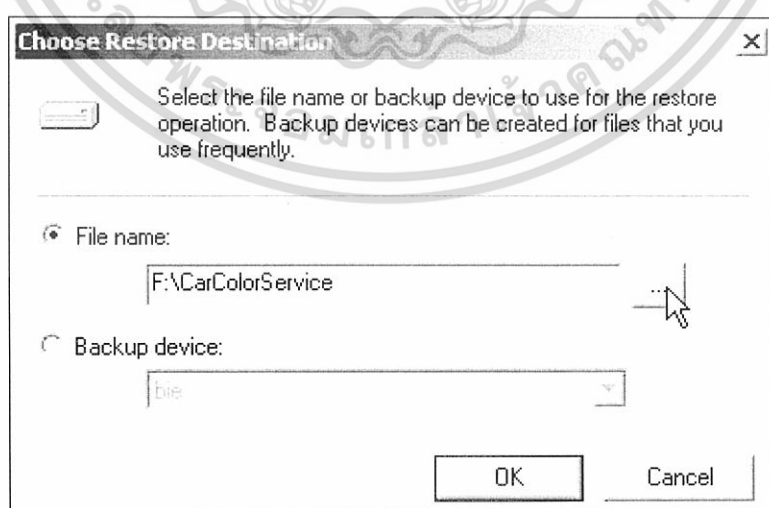 Choose Restore Destination
Select the file name or backup device to use for the restore
operation. Backup devices can be created for files that you
use frequently.
File name:
F:\CarColorService
...
Backup device:
bie
OK
Cancel